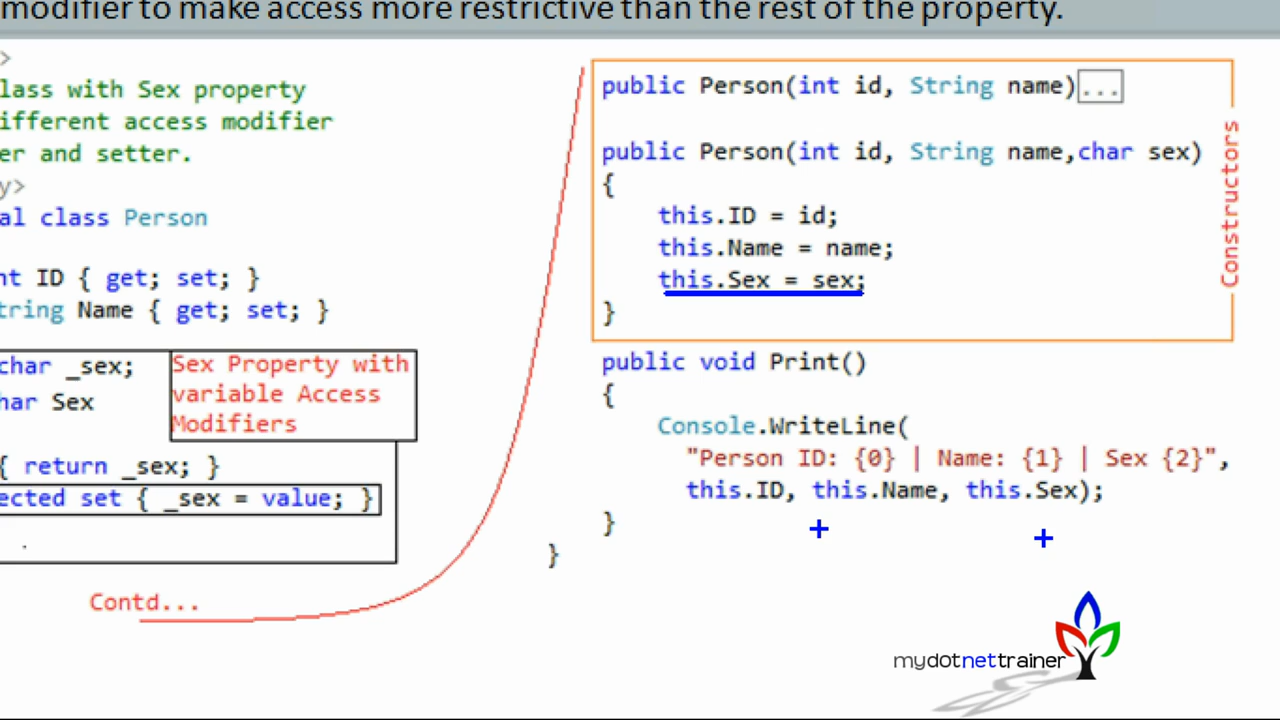 modifier to make access more restrictive than the rest of the property.
>
lass with Sex property
ifferent access modifier
er and setter.
y>
al class Person
nt ID { get; set; }
tring Name { get; set; }
char _sex;
har Sex
Sex Property with
variable Access
Modifiers
{ return _sex; }
ected set { _sex = value; }
Contd...
public Person(int id, String name)...
public Person(int id, String name,char sex)
{
this.ID = id;
this.Name = name;
this.Sex = sex;
}
Constructors
public void Print()
{
Console.WriteLine(
"Person ID: {0} | Name: {1} | Sex {2}",
this.ID, this.Name, this.Sex);
}
}
mydotnettrainer